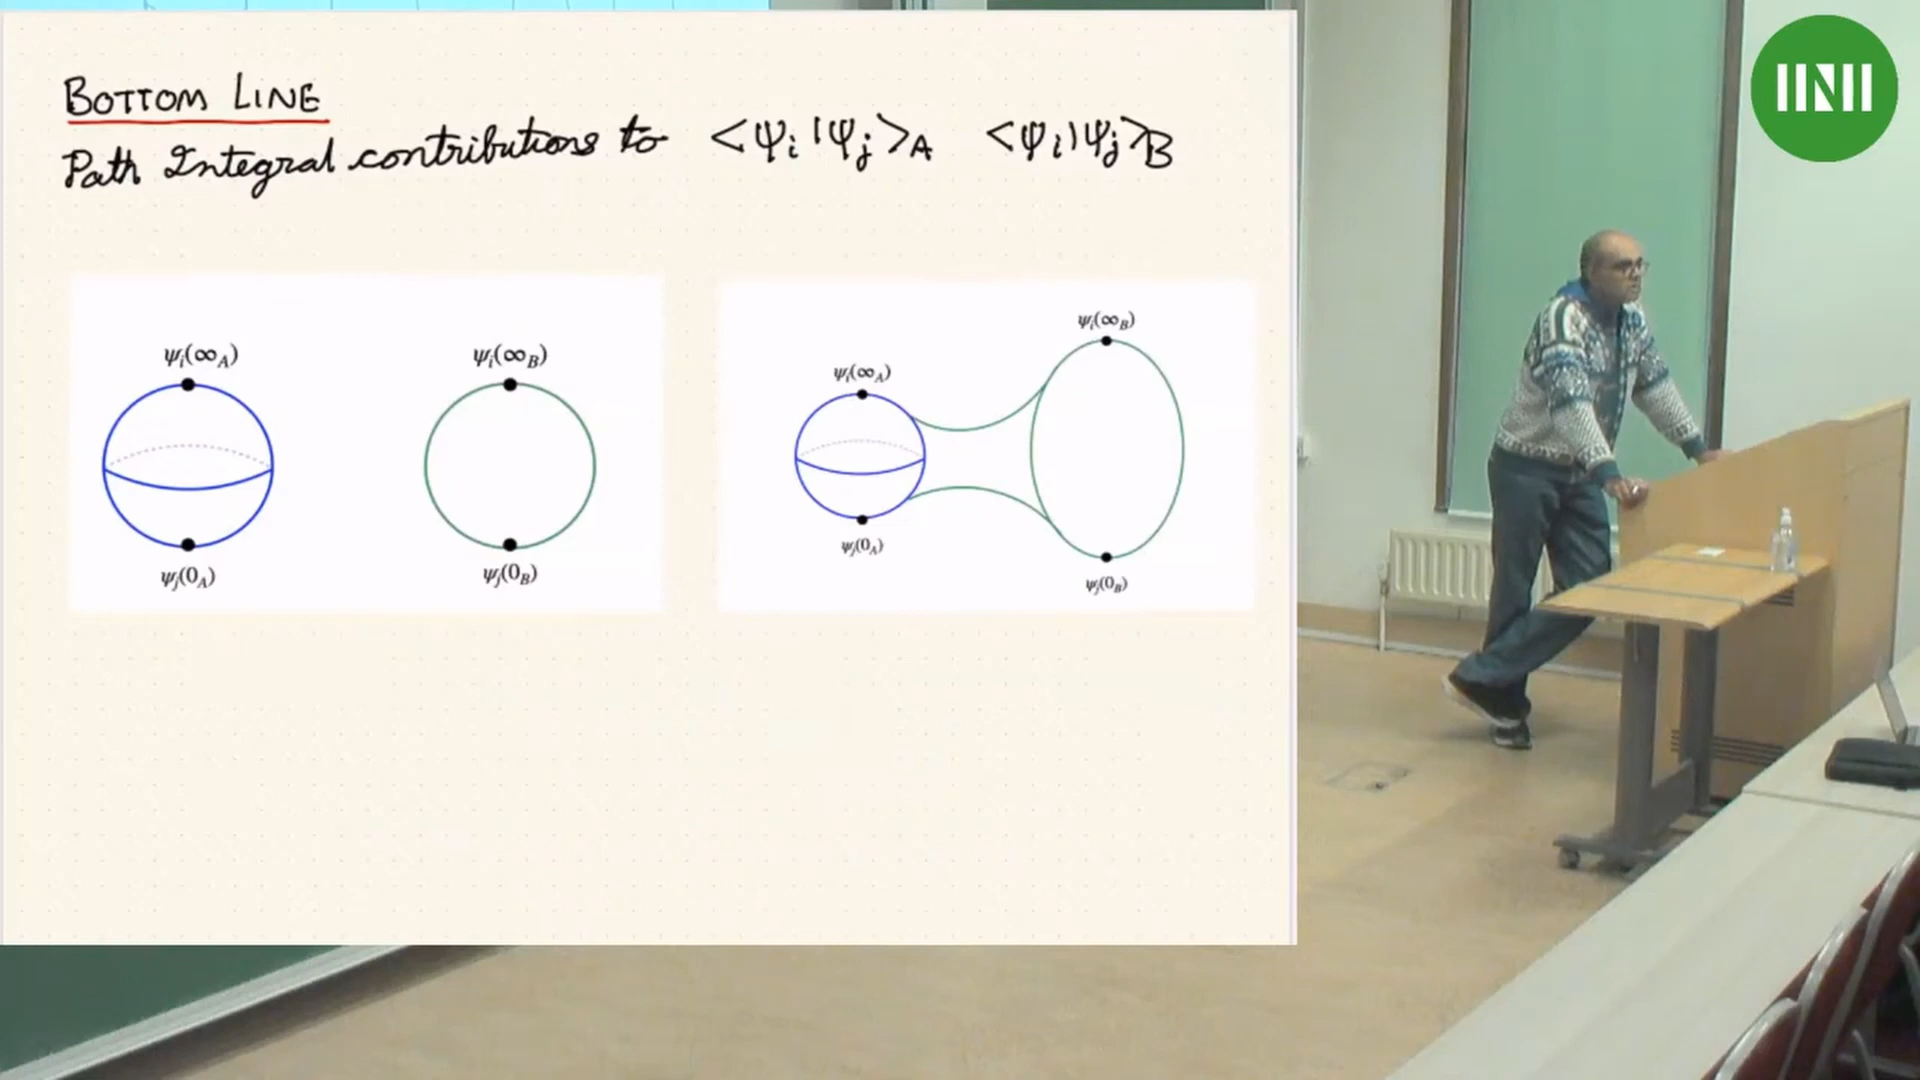 BOTTOM LINE
Path Integral contributions to <ψi|ψj>A <ψi|ψj>B
ψi(∞A)
ψi(∞B)
ψj(0A)
ψj(0B)
ψi(∞B)
ψi(∞A)
ψj(0A)
ψj(0B)